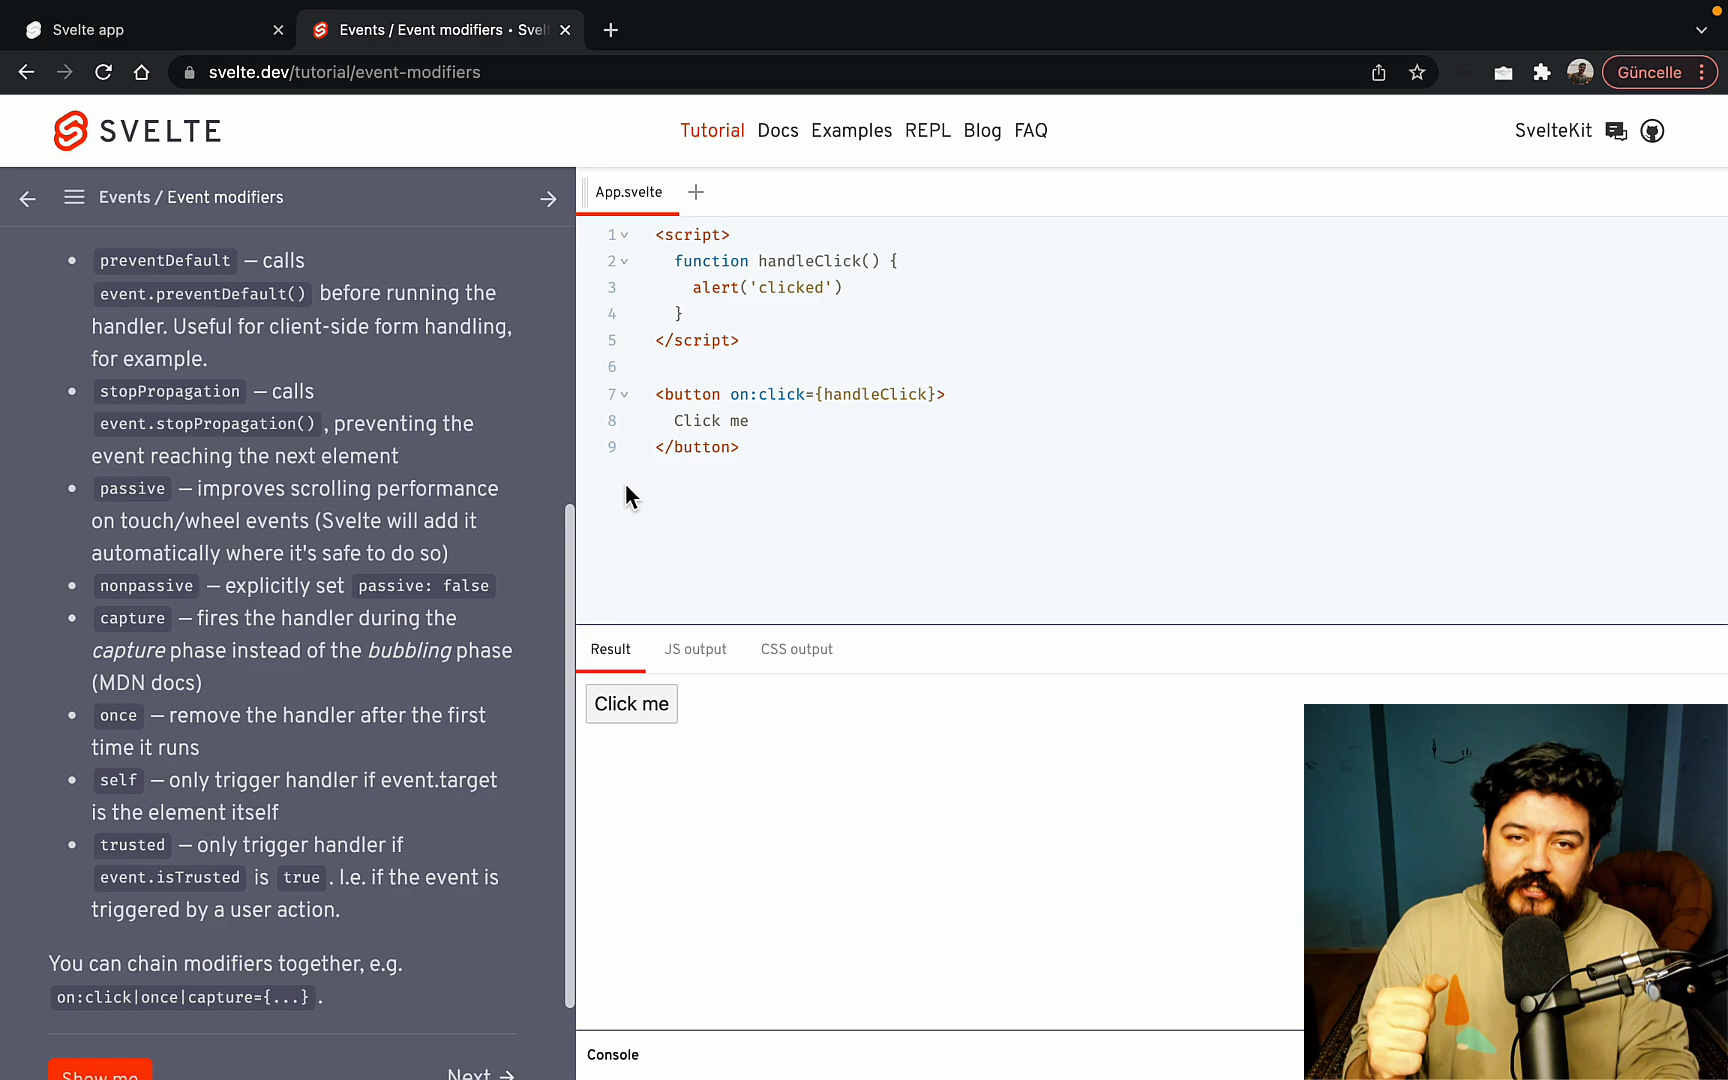 Svelte app
Events / Event modifiers • Svel
svelte.dev/tutorial/event-modifiers
Güncelle
SVELTE
Tutorial Docs Examples REPL Blog FAQ
SvelteKit
Events / Event modifiers
preventDefault — calls
event.preventDefault() before running the
handler. Useful for client-side form handling,
for example.
stopPropagation — calls
event.stopPropagation() , preventing the
event reaching the next element
passive — improves scrolling performance
on touch/wheel events (Svelte will add it
automatically where it's safe to do so)
nonpassive — explicitly set passive: false
capture — fires the handler during the
capture phase instead of the bubbling phase
(MDN docs)
once — remove the handler after the first
time it runs
self — only trigger handler if event.target
is the element itself
trusted — only trigger handler if
event.isTrusted is true . I.e. if the event is
triggered by a user action.
You can chain modifiers together, e.g.
on:click|once|capture={...} .
Show me
Next →
App.svelte
1 <script>
2 function handleClick() {
3 alert('clicked')
4 }
5 </script>
6
7 <button on:click={handleClick}>
8 Click me
9 </button>
Result JS output CSS output
Click me
Console